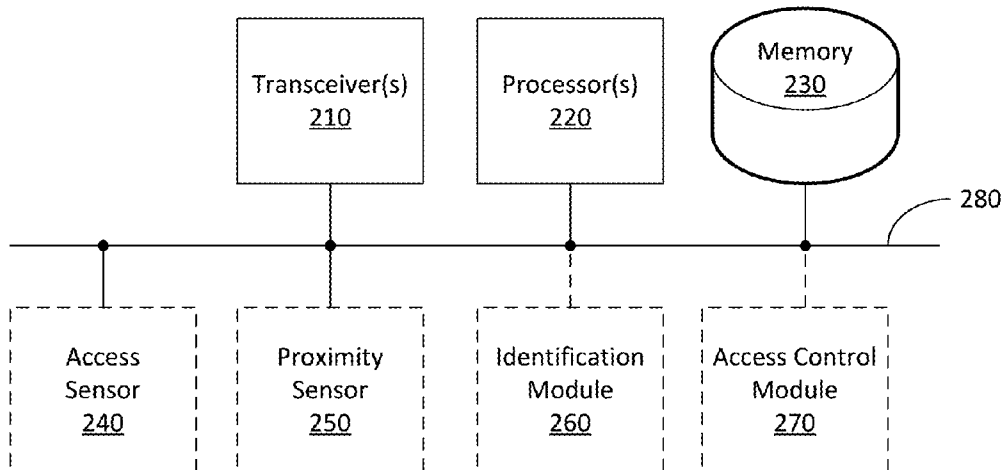 Transceiver(s)
210
Processor(s)
220
Memory
230
280
Access
Sensor
240
Proximity
Sensor
250
Identification
Module
260
Access Control
Module
270